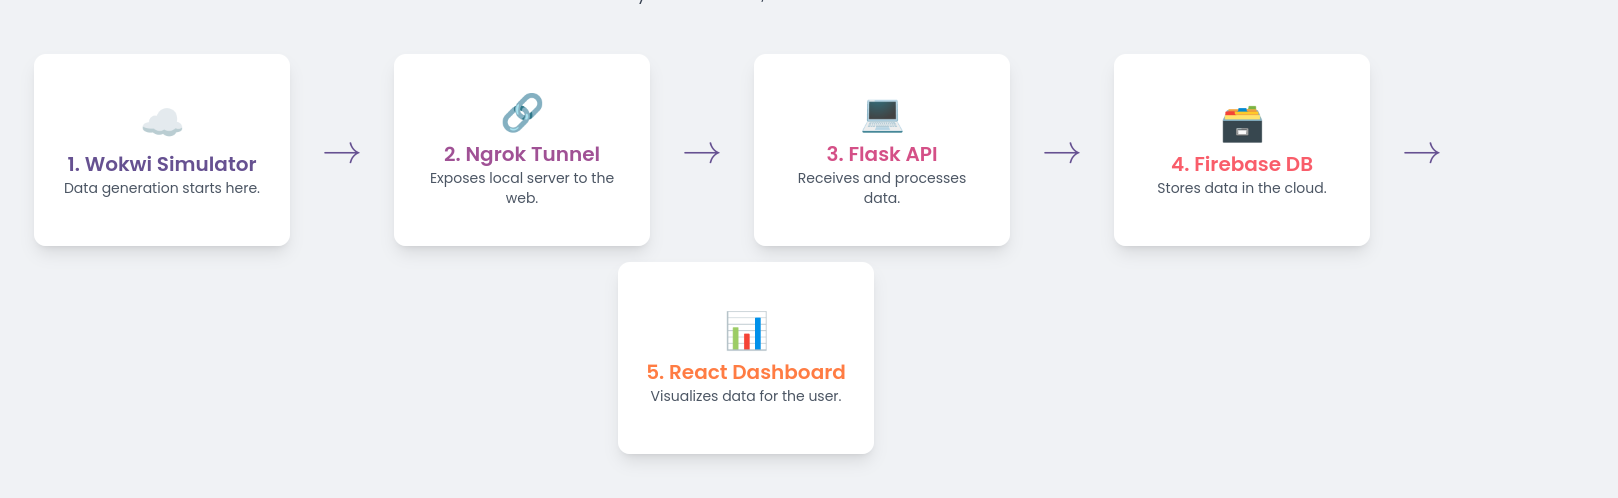 1. Wokwi Simulator
Data generation starts here.
→
2. Ngrok Tunnel
Exposes local server to the
web.
→
3. Flask API
Receives and processes
data.
→
4. Firebase DB
Stores data in the cloud.
→
5. React Dashboard
Visualizes data for the user.